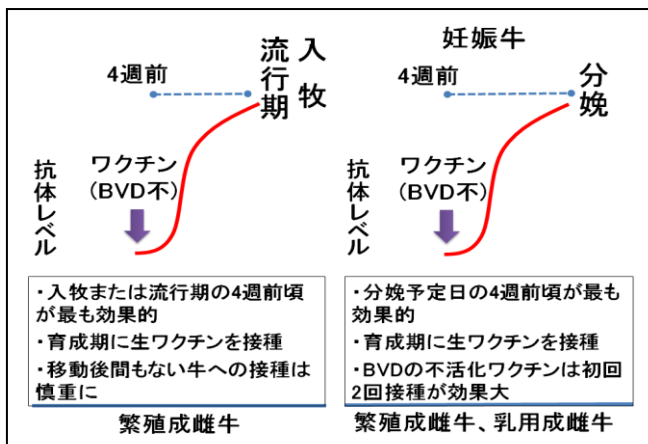 入牧
流行期
4週前
抗体レベル
ワクチン
(BVD不)
・入牧または流行期の4週前頃
が最も効果的
・育成期に生ワクチンを接種
・移動後間もない牛への接種は
慎重に
繁殖成雌牛
妊娠牛
4週前
分娩
抗体レベル
ワクチン
(BVD不)
・分娩予定日の4週前頃が最も
効果的
・育成期に生ワクチンを接種
・BVDの不活化ワクチンは初回
2回接種が効果大
繁殖成雌牛、乳用成雌牛